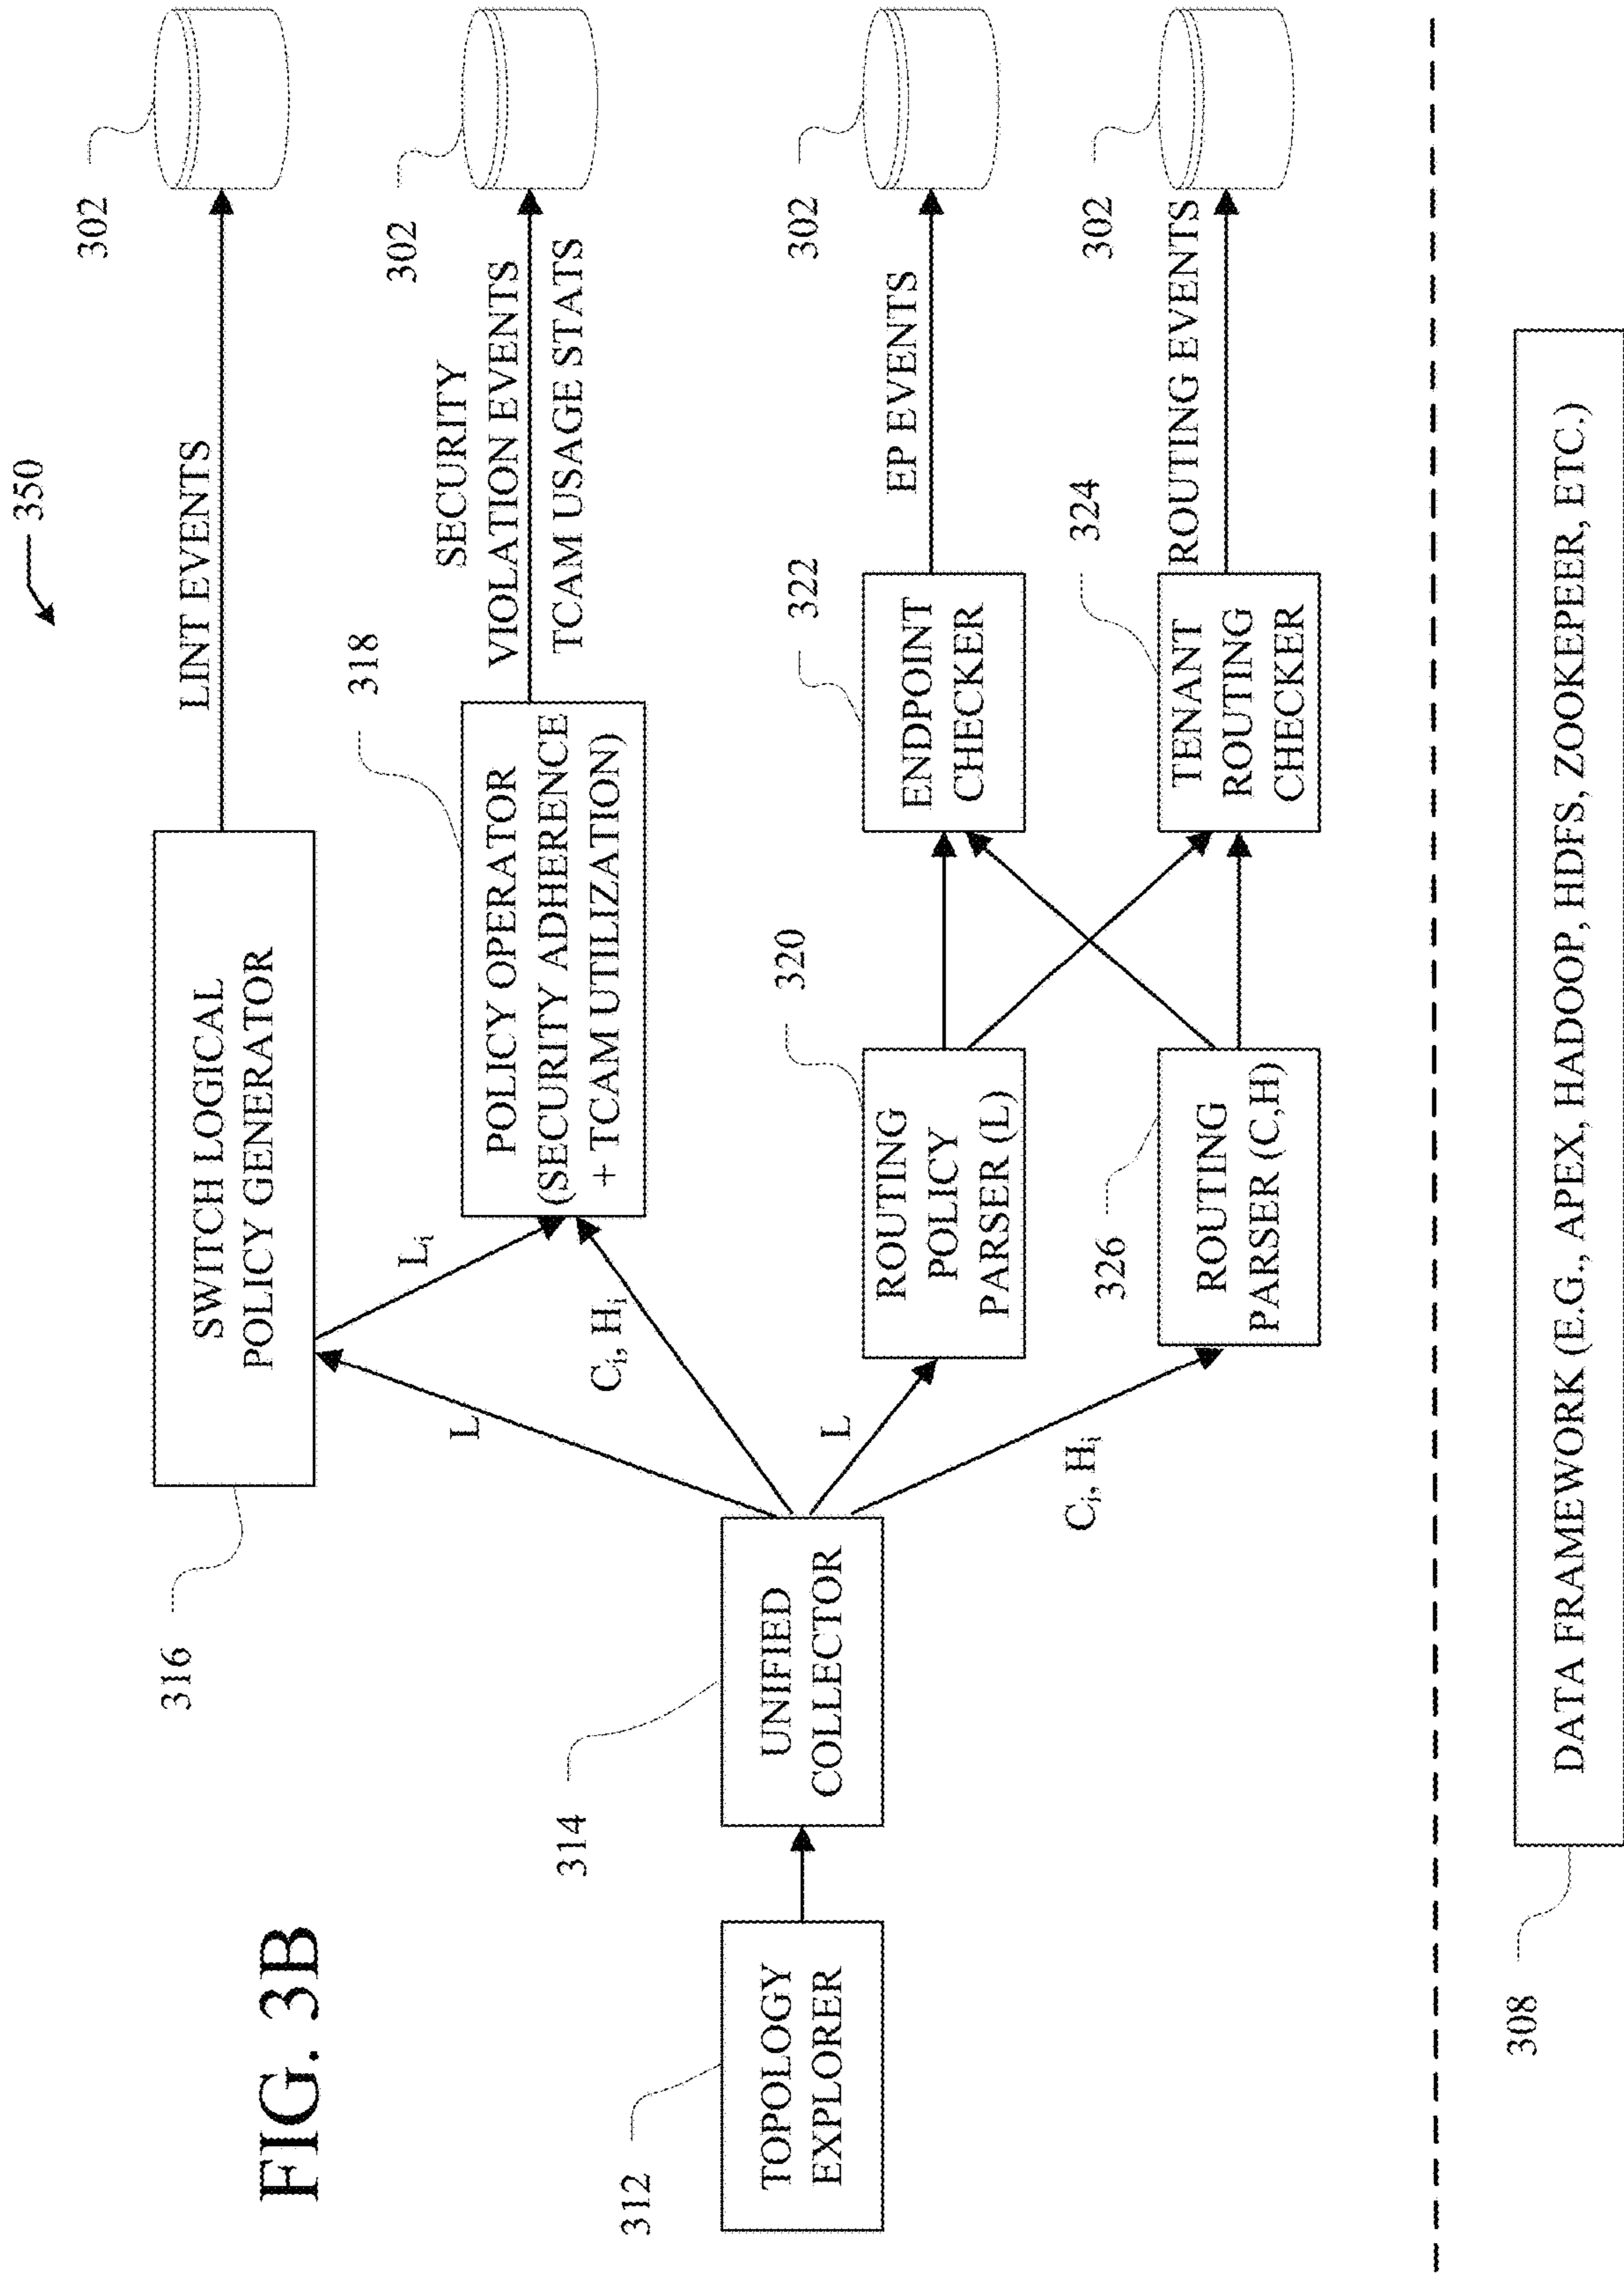 350
302
LINT EVENTS
SWITCH LOGICAL
POLICY GENERATOR
316
302
SECURITY
VIOLATION EVENTS
TCAM USAGE STATS
318
POLICY OPERATOR
(SECURITY ADHERENCE
+ TCAM UTILIZATION)
L
Li
Ci, Hi
FIG. 3B
312
TOPOLOGY
EXPLORER
314
UNIFIED
COLLECTOR
L
Ci, Hi
320
ROUTING
POLICY
PARSER (L)
322
ENDPOINT
CHECKER
EP EVENTS
302
326
ROUTING
PARSER (C,H)
324
TENANT
ROUTING
CHECKER
ROUTING EVENTS
302
308
DATA FRAMEWORK (E.G., APEX, HADOOP, HDFS, ZOOKEPEER, ETC.)